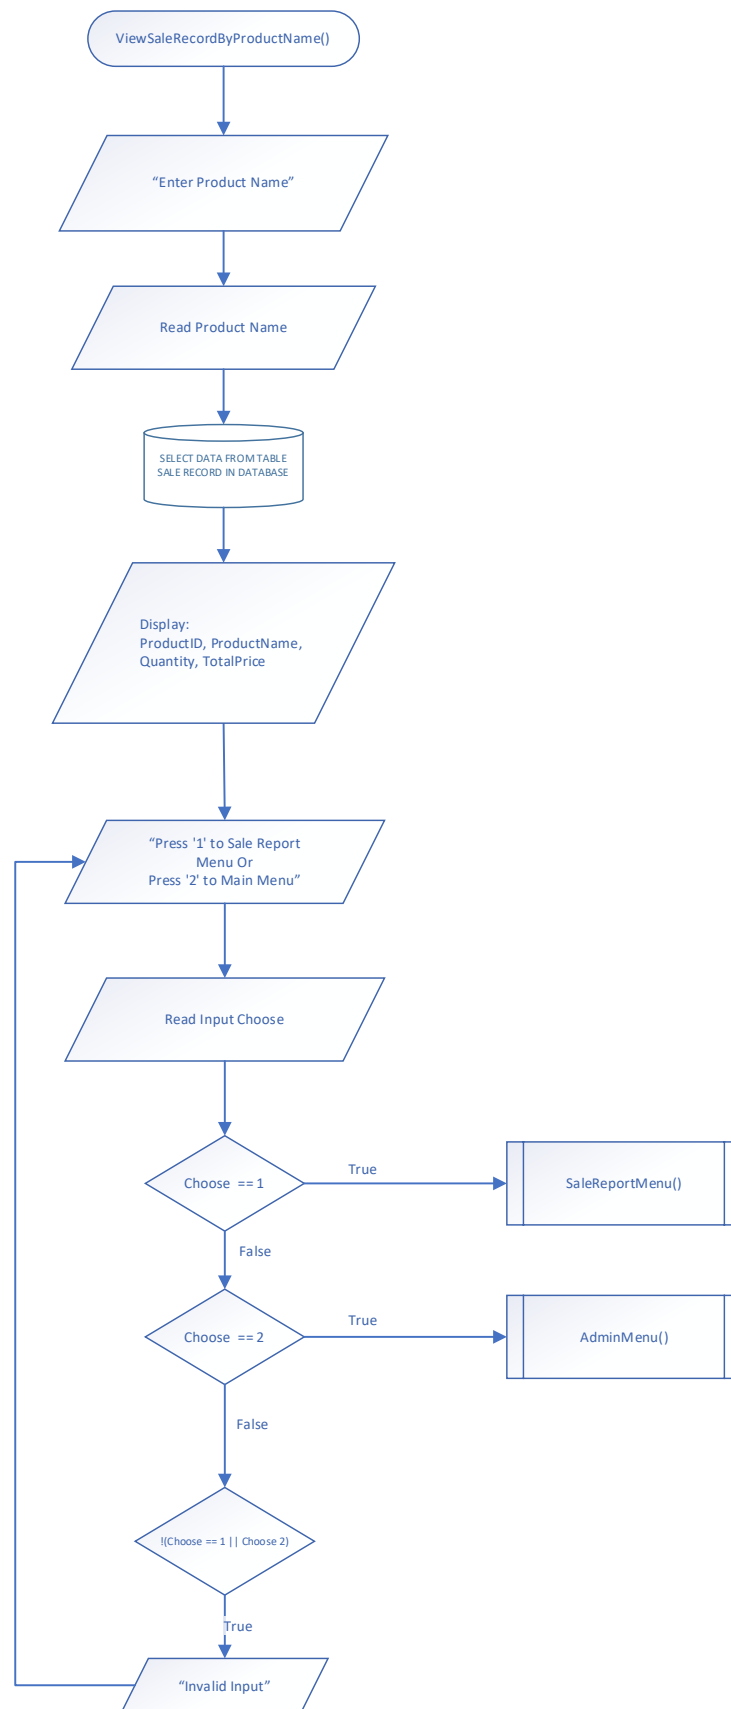 ViewSaleRecordByProductName()
“Enter Product Name”
Read Product Name
SELECT DATA FROM TABLE
SALE RECORD IN DATABASE
Display:
ProductID, ProductName,
Quantity, TotalPrice
“Press '1' to Sale Report
Menu Or
Press '2' to Main Menu”
Read Input Choose
Choose == 1
True
SaleReportMenu()
False
Choose == 2
True
AdminMenu()
False
!(Choose == 1 || Choose 2)
True
“Invalid Input”